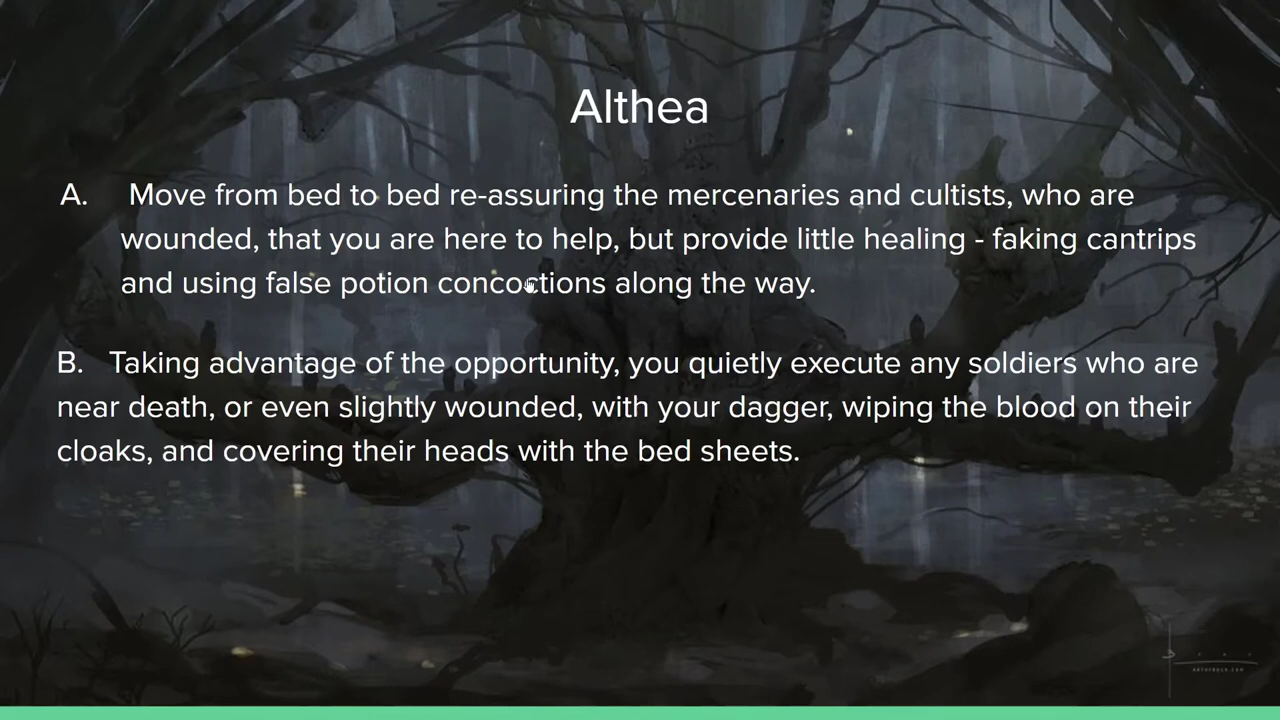 Althea
A. Move from bed to bed re-assuring the mercenaries and cultists, who are
wounded, that you are here to help, but provide little healing - faking cantrips
and using false potion concoctions along the way.
B. Taking advantage of the opportunity, you quietly execute any soldiers who are
near death, or even slightly wounded, with your dagger, wiping the blood on their
cloaks, and covering their heads with the bed sheets.